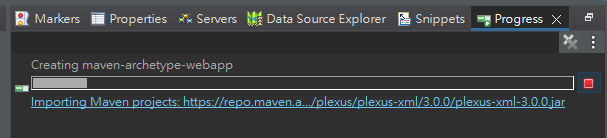 Markers Properties Servers Data Source Explorer Snippets Progress
Creating maven-archetype-webapp
Importing Maven projects: https://repo.maven.a.../plexus/plexus-xml/3.0.0/plexus-xml-3.0.0.jar